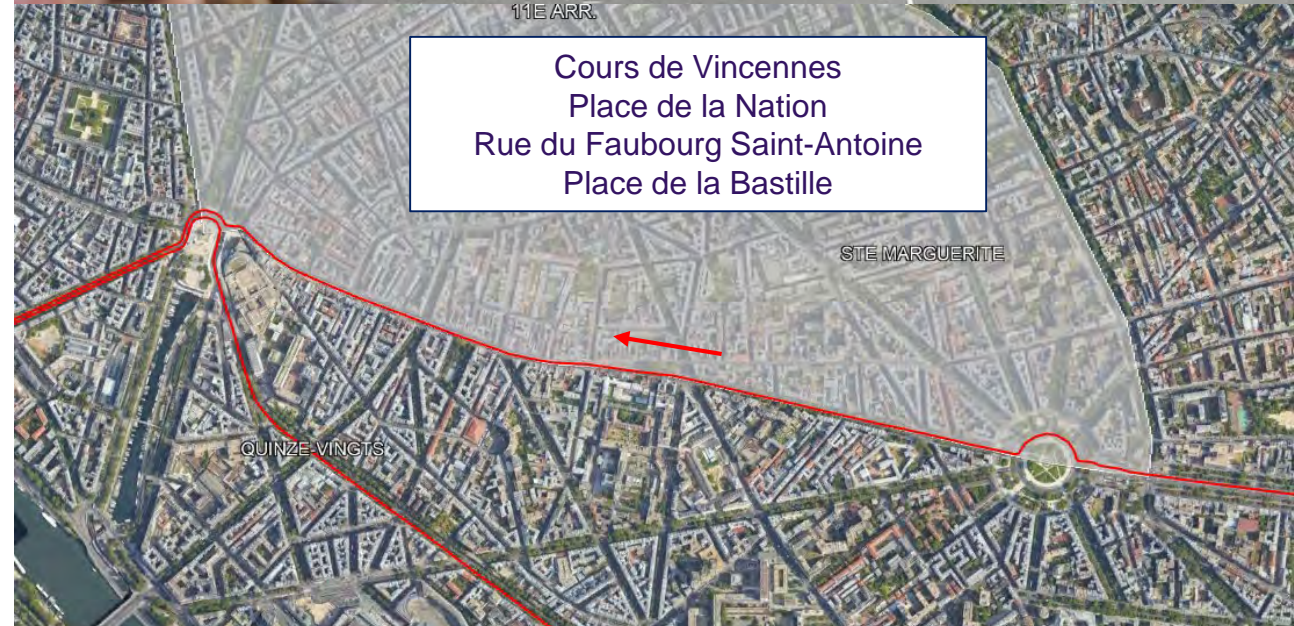 11E ARR.
Cours de Vincennes
Place de la Nation
Rue du Faubourg Saint-Antoine
Place de la Bastille
STE MARGUERITE
QUINZE-VINGTS